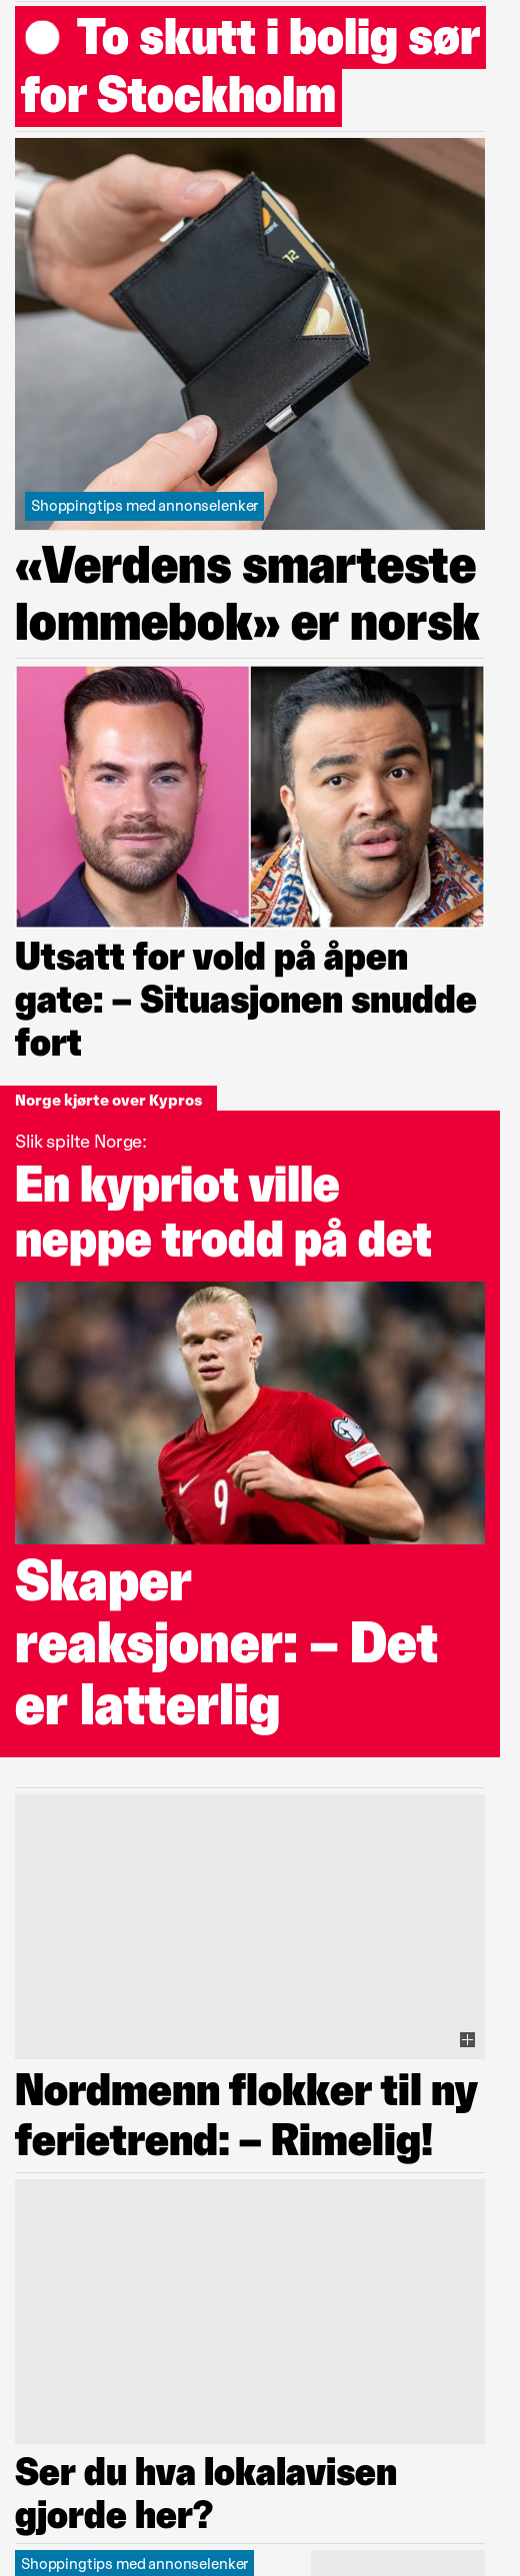 To skutt i bolig sør
for Stockholm
Shoppingtips med annonselenker
«Verdens smarteste
lommebok» er norsk
Utsatt for vold på åpen
gate: – Situasjonen snudde
fort
Norge kjørte over Kypros
Slik spilte Norge:
En kypriot ville
neppe trodd på det
9
Skaper
reaksjoner: – Det
er latterlig
Nordmenn flokker til ny
ferietrend: – Rimelig!
Ser du hva lokalavisen
gjorde her?
Shoppingtips med annonselenker